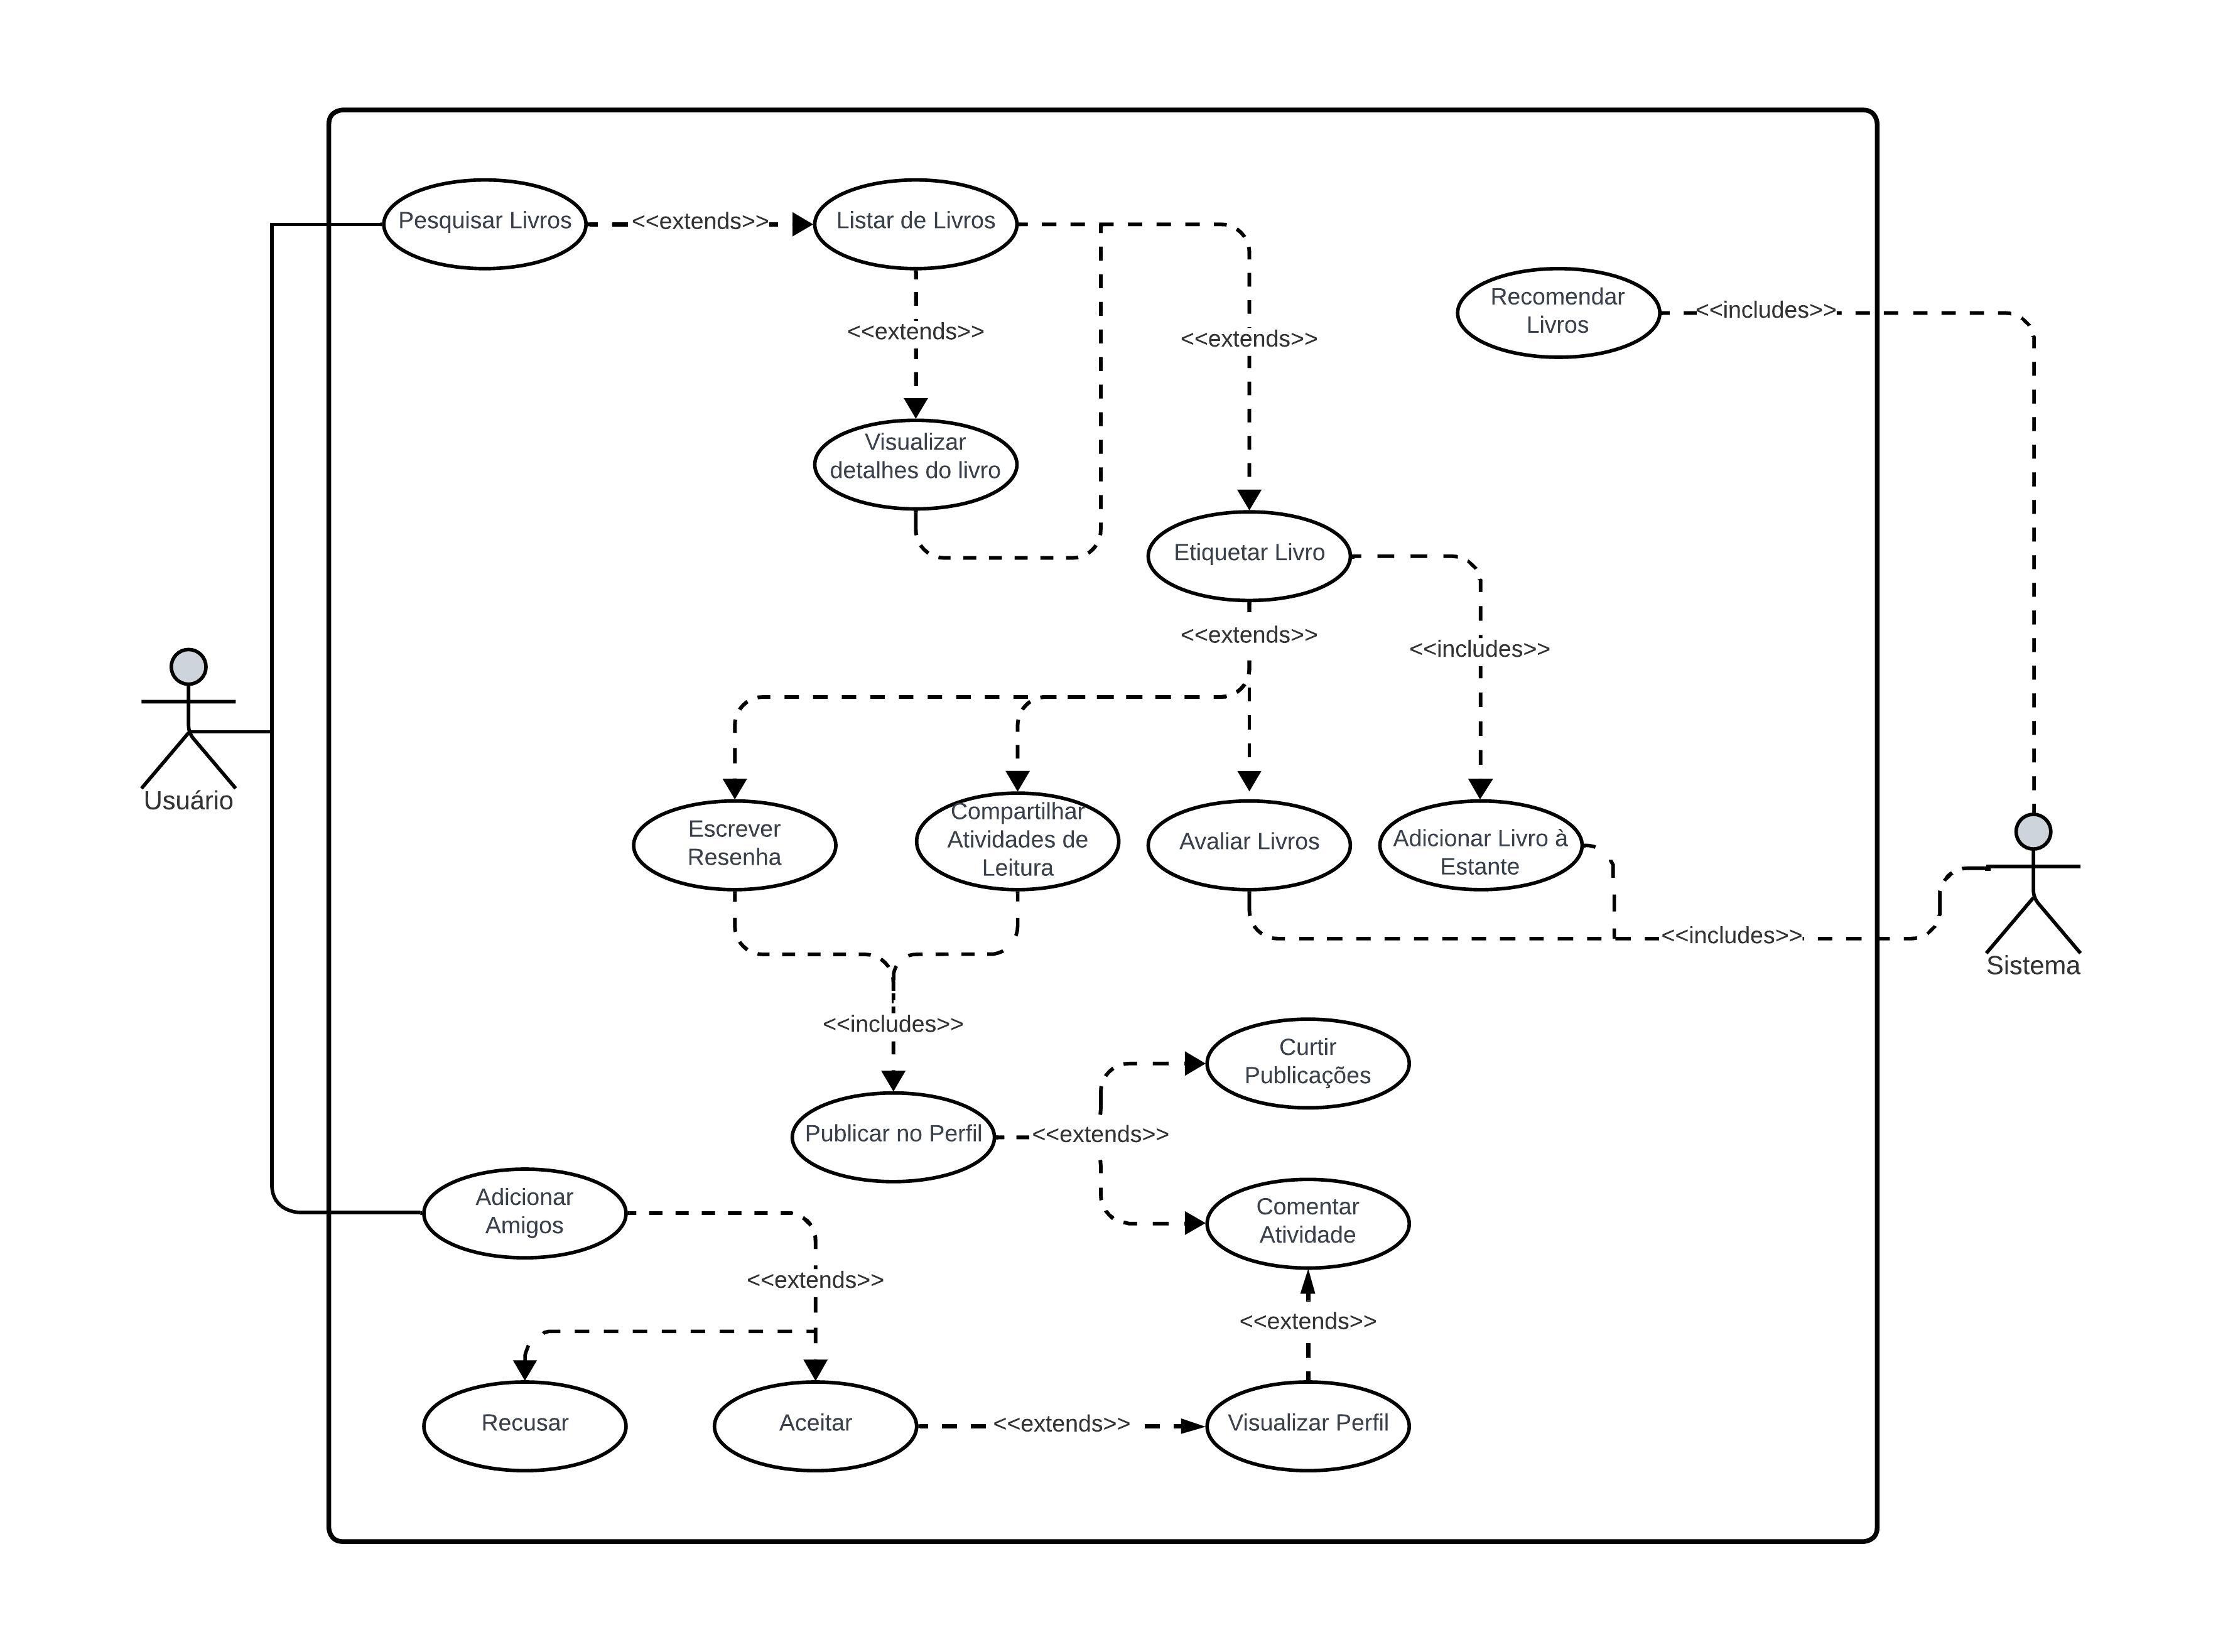 Pesquisar Livros
<<extends>>
Listar de Livros
Recomendar
Livros
<<includes>>
<<extends>>
<<extends>>
Visualizar
detalhes do livro
Etiquetar Livro
<<extends>>
<<includes>>
Usuário
Escrever
Resenha
Compartilhar
Atividades de
Leitura
Avaliar Livros
Adicionar Livro à
Estante
<<includes>>
Sistema
<<includes>>
Curtir
Publicações
Publicar no Perfil
<<extends>>
Adicionar
Amigos
Comentar
Atividade
<<extends>>
<<extends>>
Recusar
Aceitar
<<extends>>
Visualizar Perfil